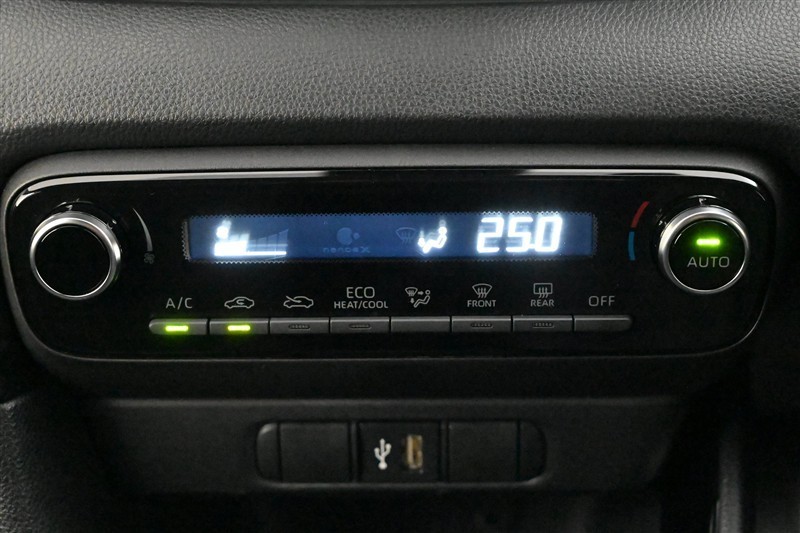 nanoe X
25.0
AUTO
A/C
ECO
HEAT/COOL
FRONT
REAR
OFF